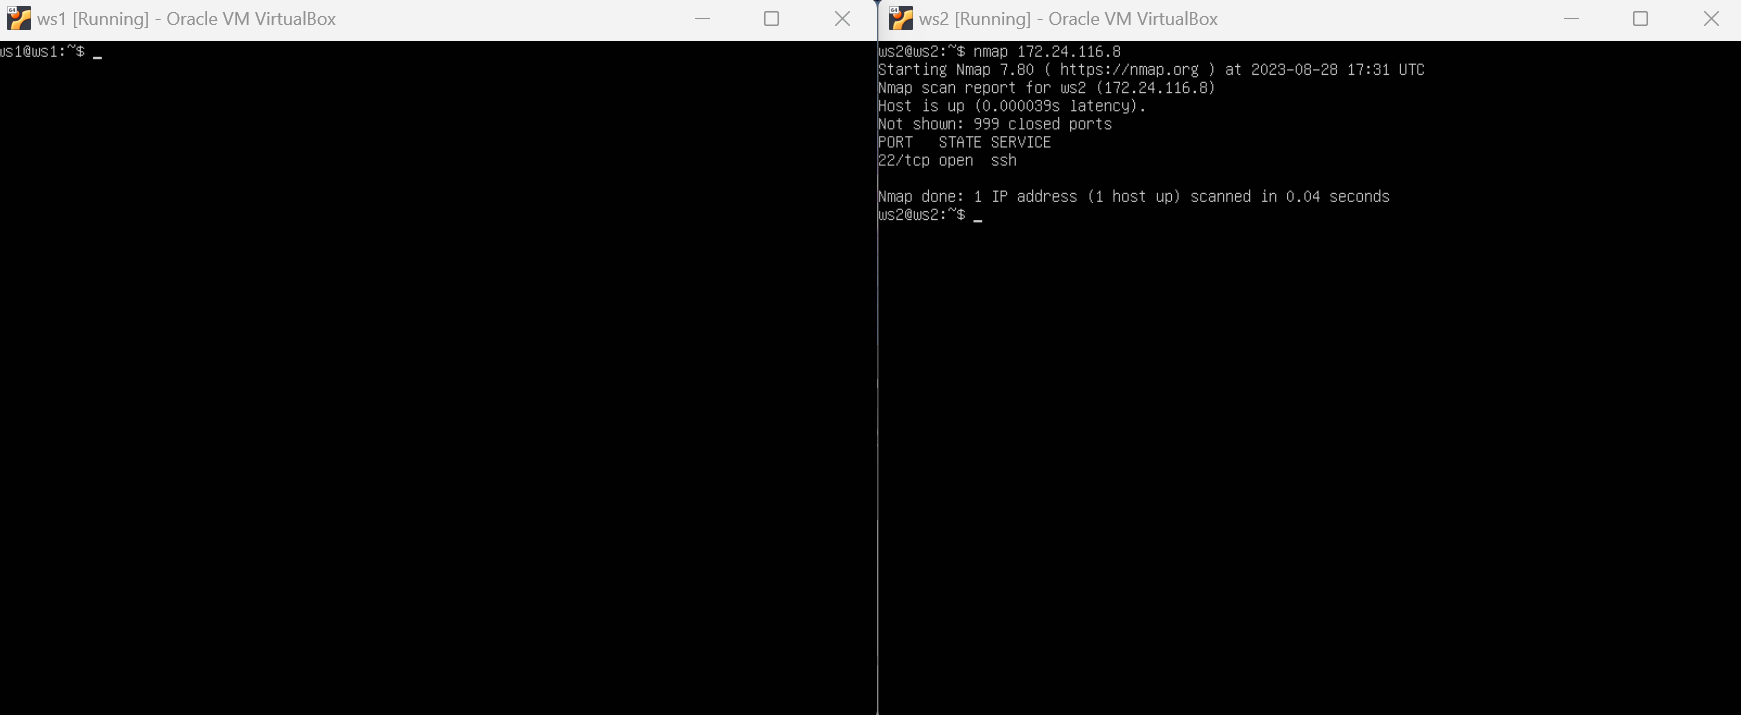 ws1 [Running] - Oracle VM VirtualBox
ws1@ws1:~$ _
ws2 [Running] - Oracle VM VirtualBox
ws2@ws2:~$ nmap 172.24.116.8
Starting Nmap 7.80 ( https://nmap.org ) at 2023-08-28 17:31 UTC
Nmap scan report for ws2 (172.24.116.8)
Host is up (0.000039s latency).
Not shown: 999 closed ports
PORT   STATE SERVICE
22/tcp open  ssh
Nmap done: 1 IP address (1 host up) scanned in 0.04 seconds
ws2@ws2:~$ _